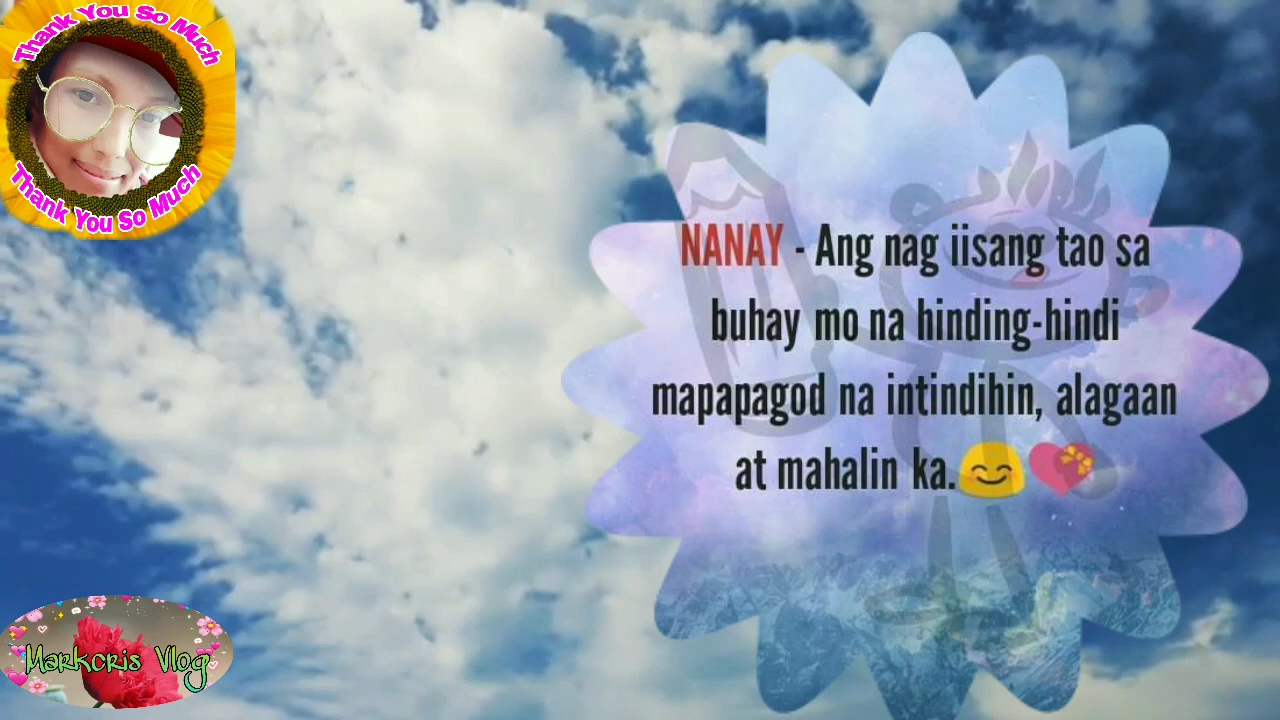 Thank You So Much
Thank You So Much
NANAY - Ang nag iisang tao sa
buhay mo na hinding-hindi
mapapagod na intindihin, alagaan
at mahalin ka.😊💝
Markcris Vlog